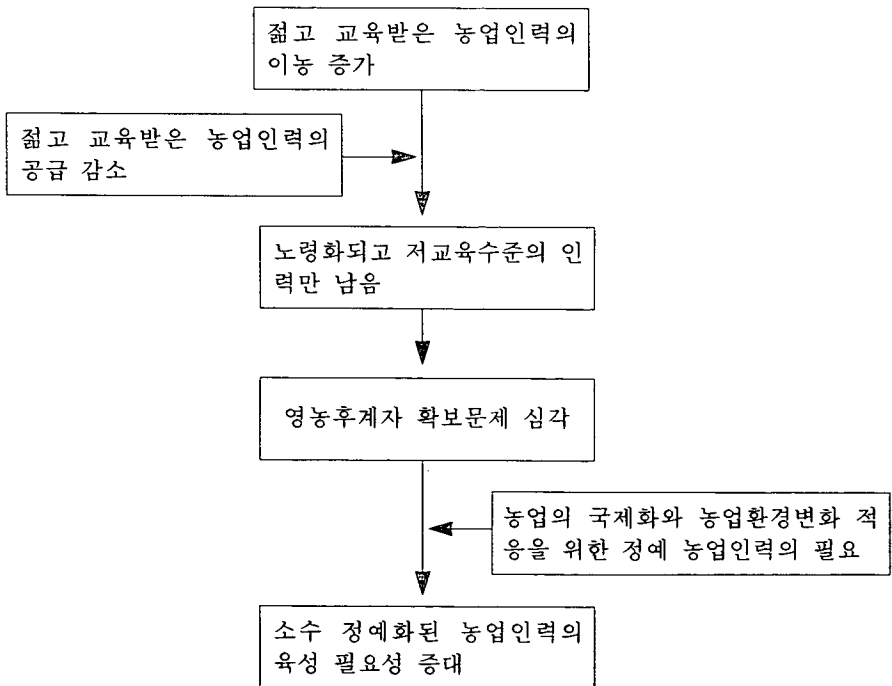 젊고 교육받은 농업인력의
이농 증가
젊고 교육받은 농업인력의
공급 감소
노령화되고 저교육수준의 인
력만 남음
영농후계자 확보문제 심각
농업의 국제화와 농업환경변화 적
응을 위한 정예 농업인력의 필요
소수 정예화된 농업인력의
육성 필요성 증대